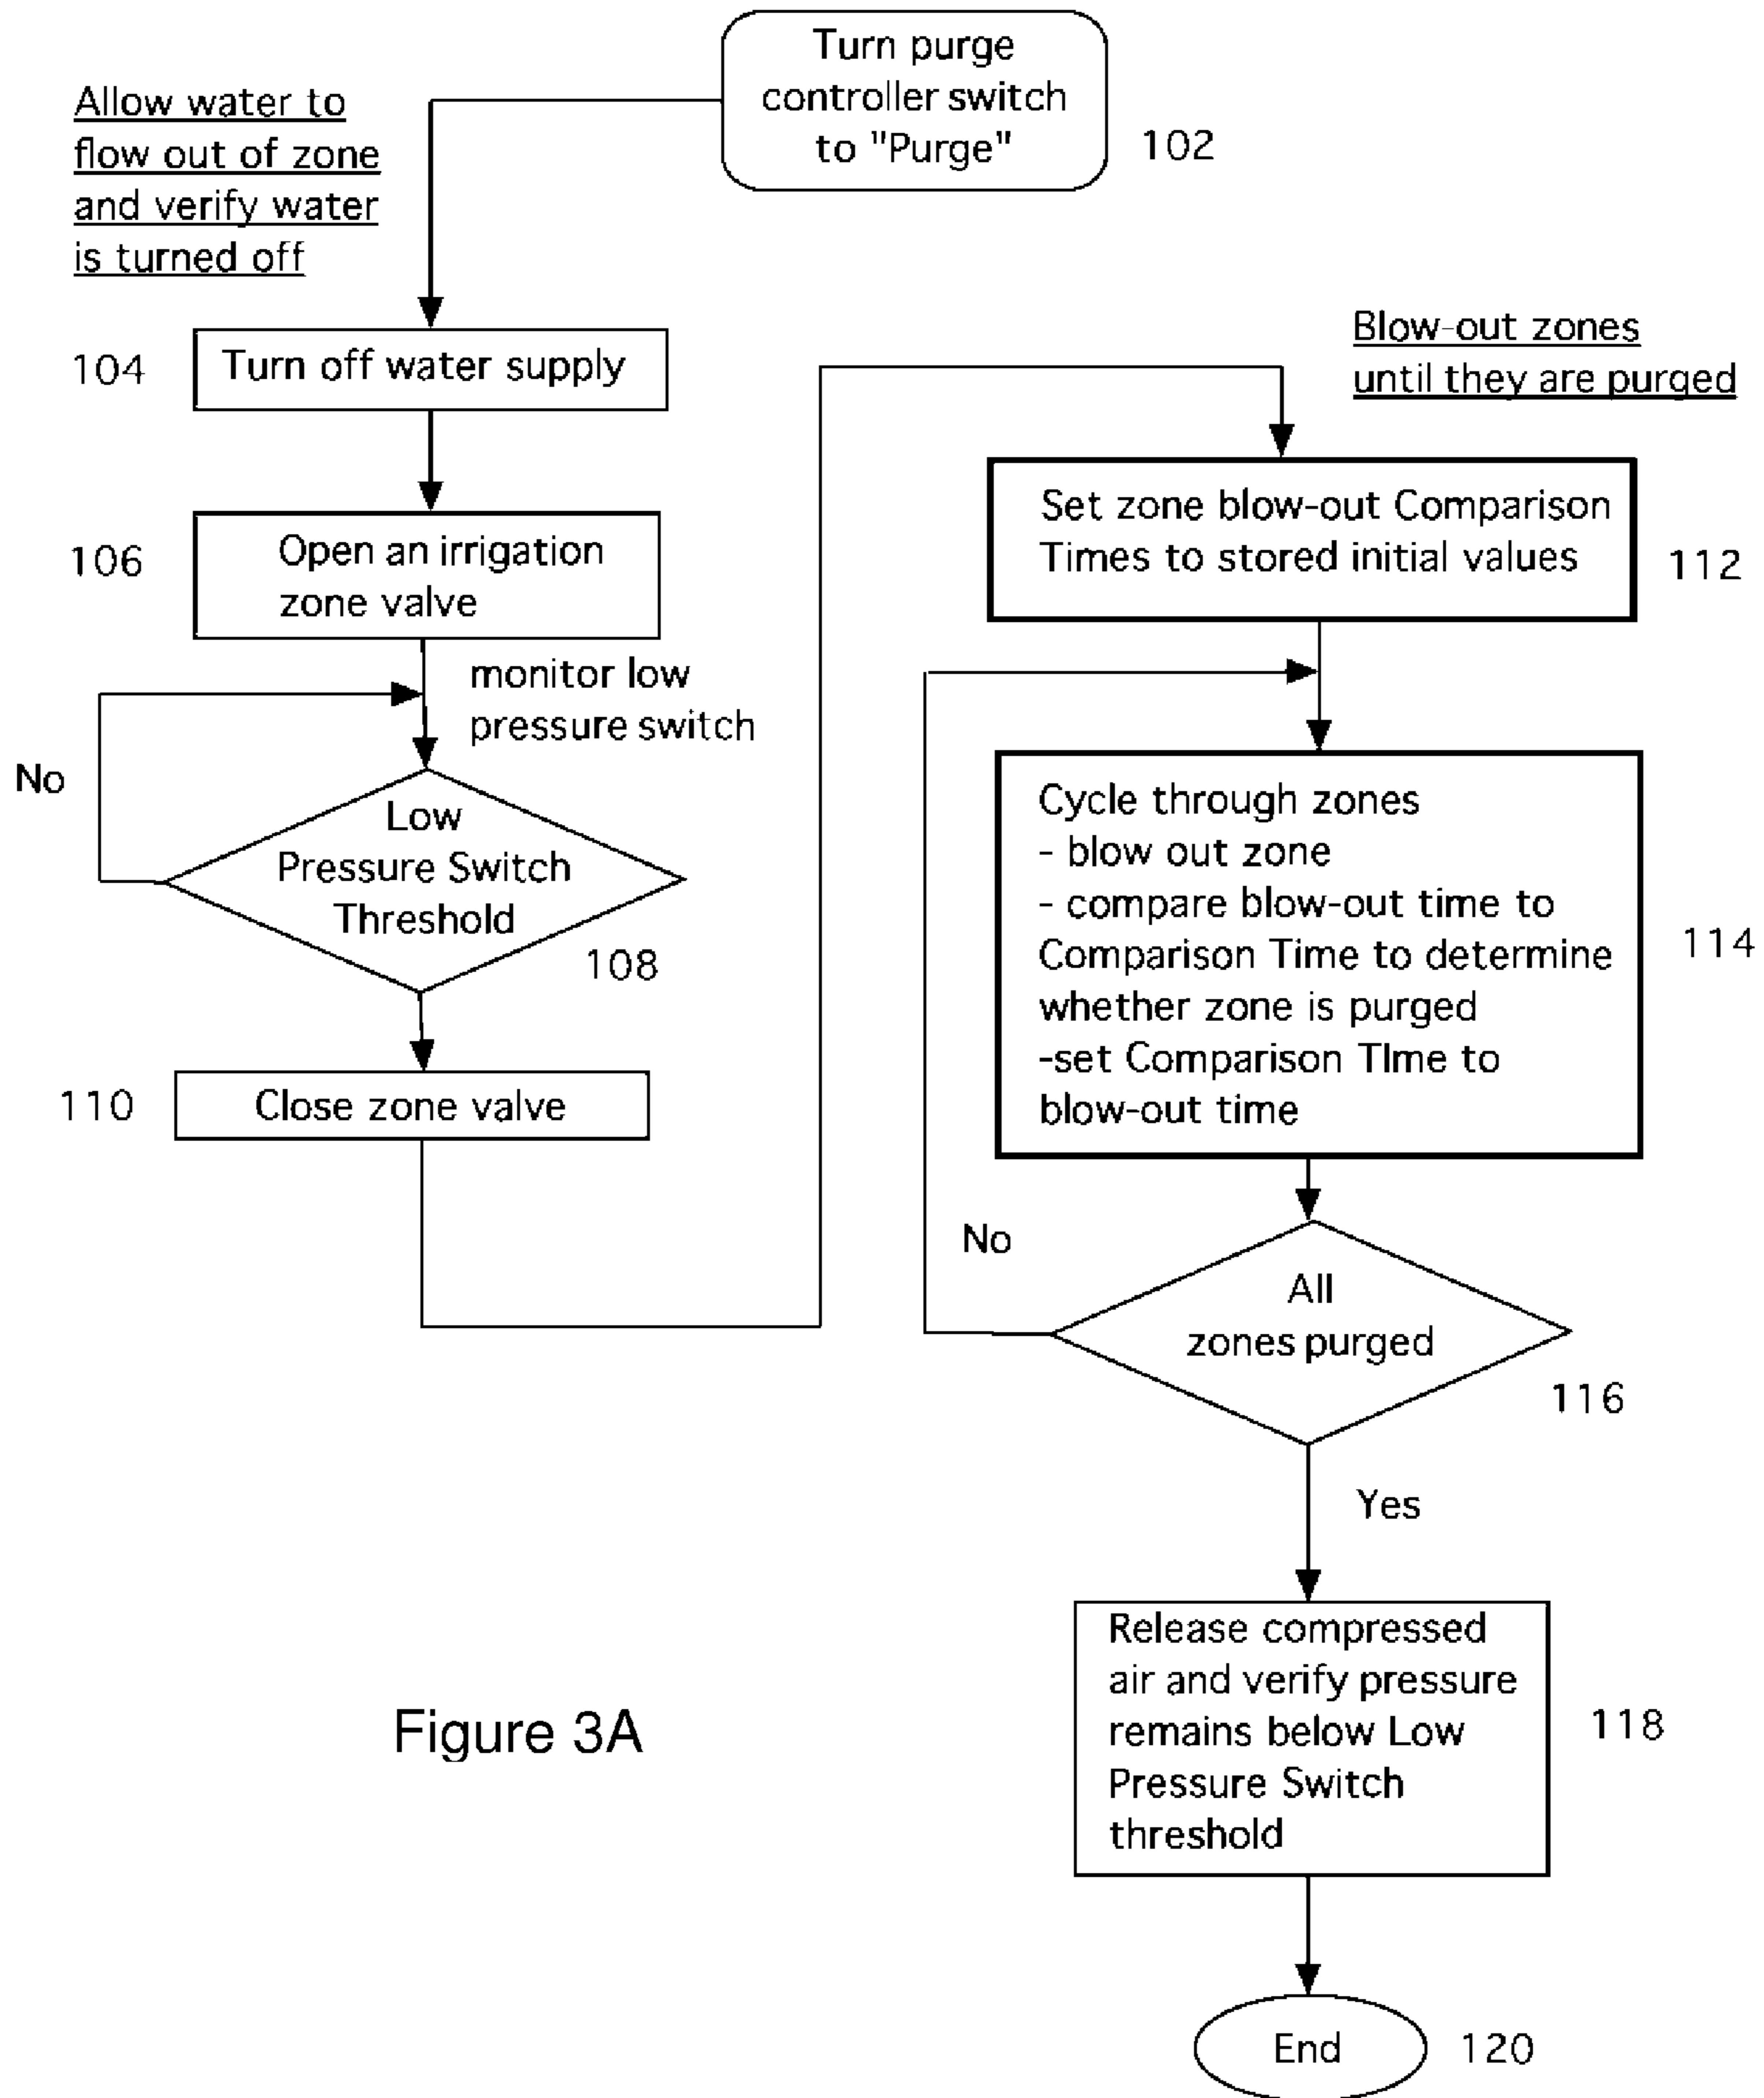 Turn purge
controller switch
to "Purge"
102
Allow water to
flow out of zone
and verify water
is turned off
104
Turn off water supply
106
Open an irrigation
zone valve
monitor low
pressure switch
No
Low
Pressure Switch
Threshold
108
110
Close zone valve
Blow-out zones
until they are purged
Set zone blow-out Comparison
Times to stored initial values
112
Cycle through zones
- blow out zone
- compare blow-out time to
Comparison Time to determine
whether zone is purged
-set Comparison TIme to
blow-out time
114
No
All
zones purged
116
Yes
Release compressed
air and verify pressure
remains below Low
Pressure Switch
threshold
118
End
120
Figure 3A